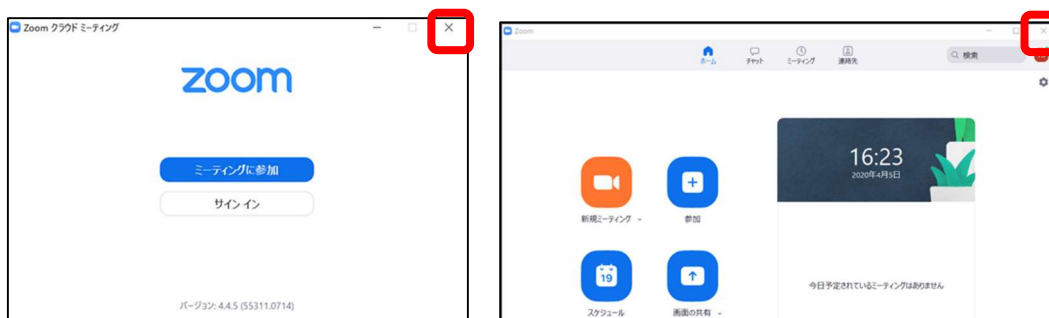 Zoom クラウド ミーティング
zoom
ミーティングに参加
サイン イン
バージョン: 4.4.5 (55311.0714)
Zoom
ホーム
チャット
ミーティング
連絡先
検索
16:23
2020年4月5日
新規ミーティング
参加
19
スケジュール
画面の共有
今日予定されているミーティングはありません